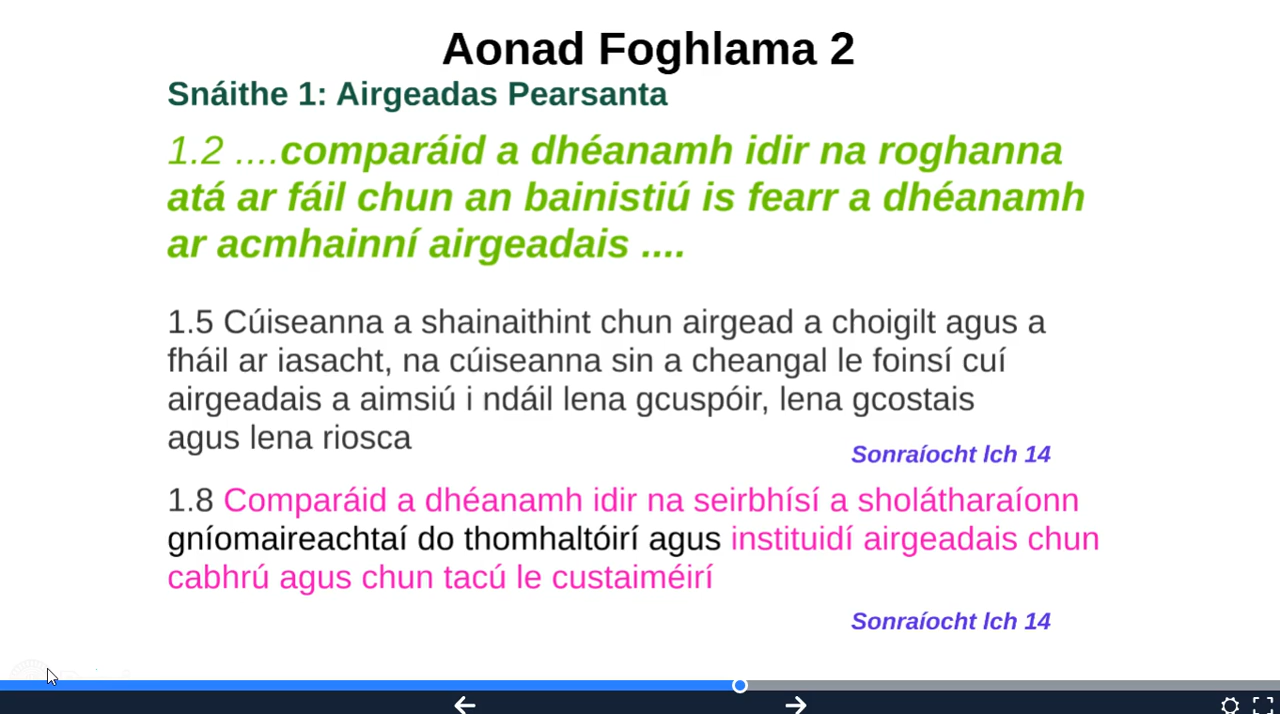 Aonad Foghlama 2
Snáithe 1: Airgeadas Pearsanta
1.2 ....comparáid a dhéanamh idir na roghanna
atá ar fáil chun an bainistiú is fearr a dhéanamh
ar acmhainní airgeadais ....
1.5 Cúiseanna a shainaithint chun airgead a choigilt agus a
fháil ar iasacht, na cúiseanna sin a cheangal le foinsí cuí
airgeadais a aimsiú i ndáil lena gcuspóir, lena gcostais
agus lena riosca
Sonraíocht lch 14
1.8 Comparáid a dhéanamh idir na seirbhísí a sholátharaíonn
gníomaireachtaí do thomhaltóirí agus instituidí airgeadais chun
cabhrú agus chun tacú le custaiméirí
Sonraíocht lch 14